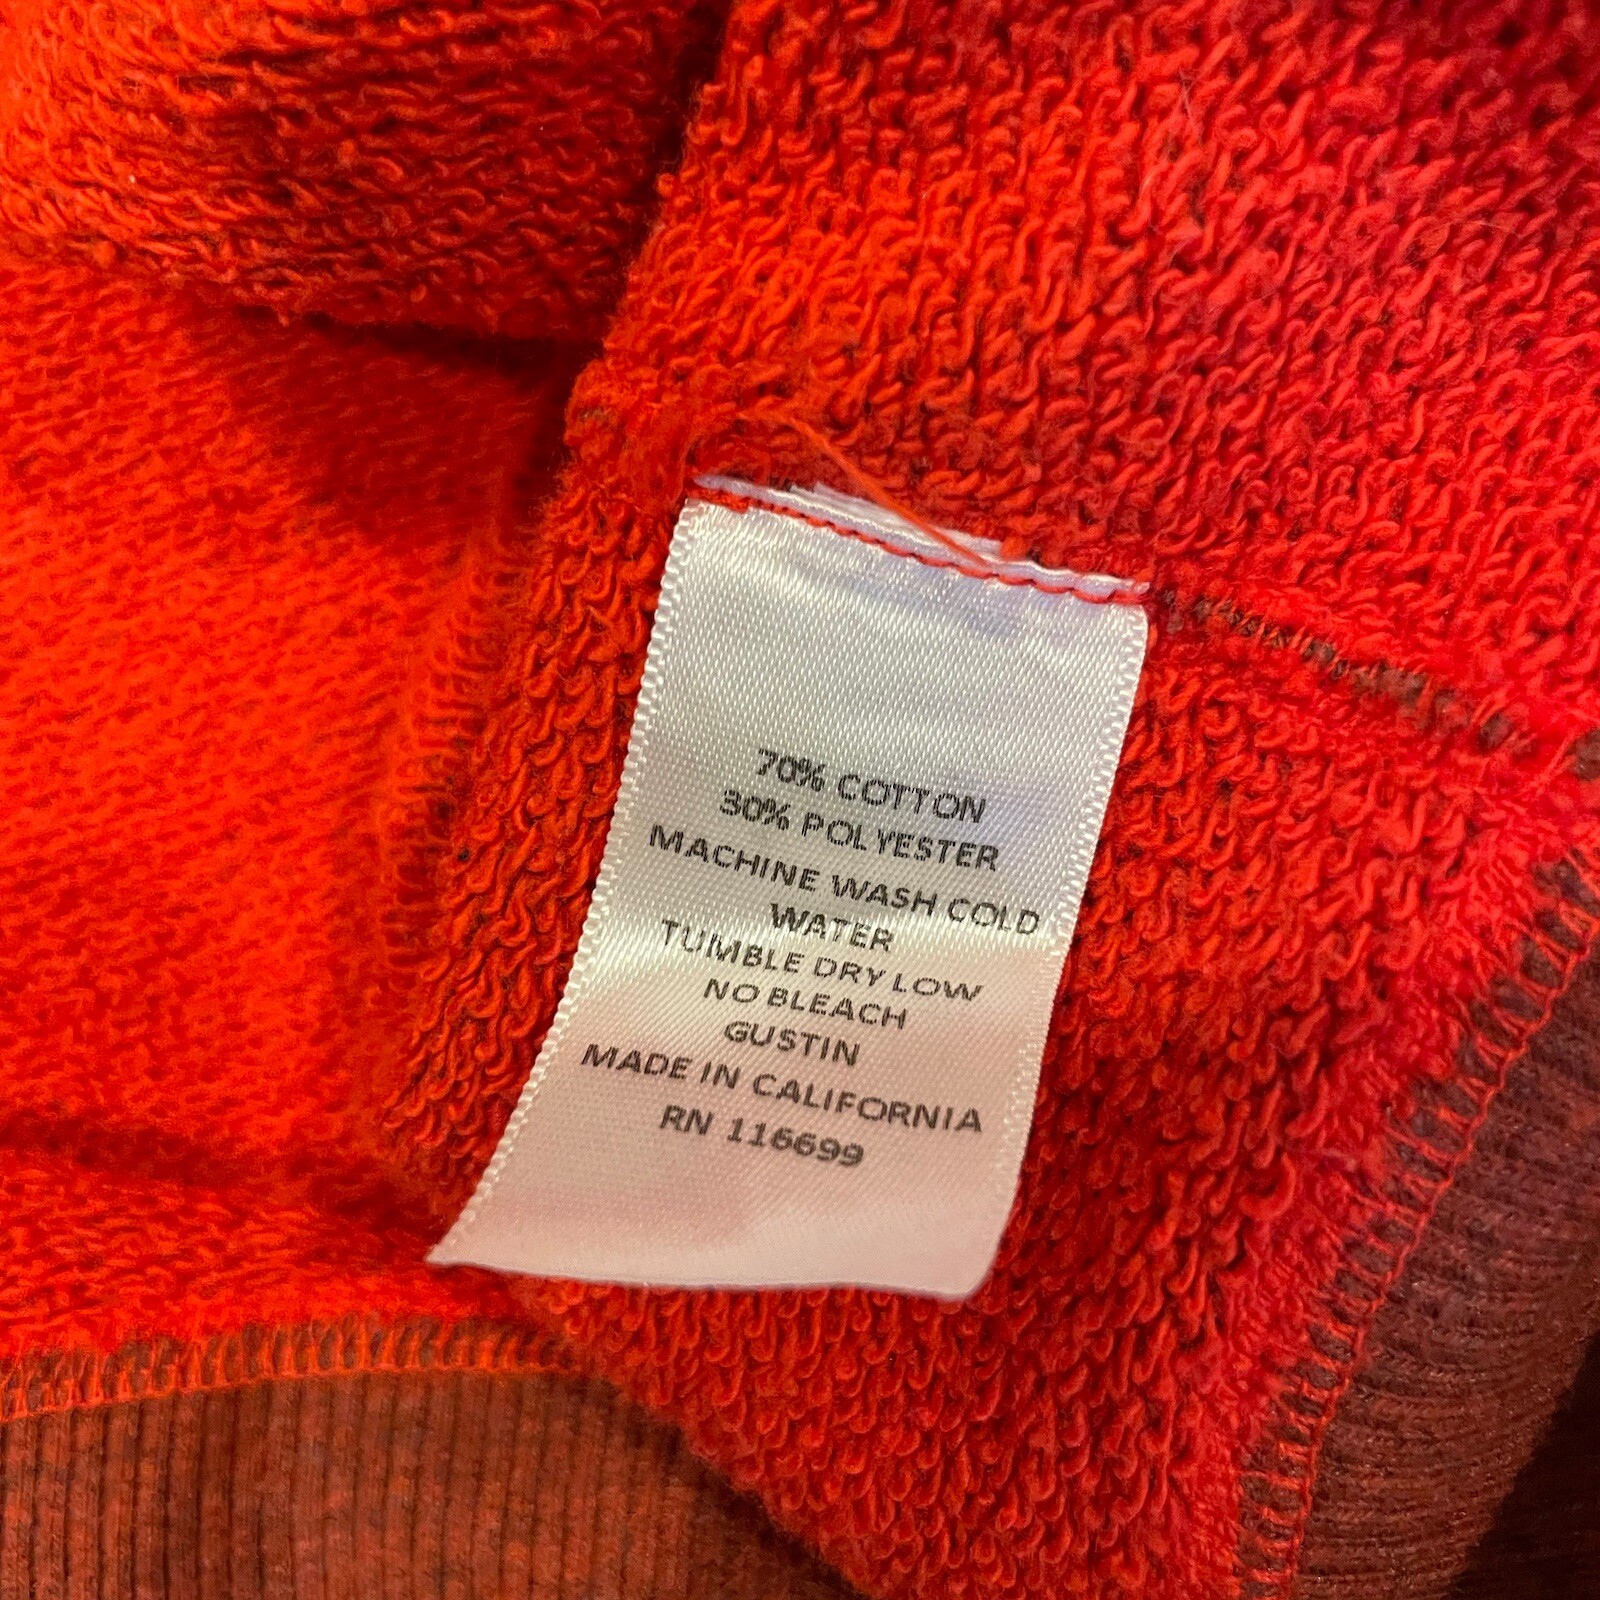 70% COTTON
30% POLYESTER
MACHINE WASH COLD
WATER
TUMBLE DRY LOW
NO BLEACH
GUSTIN
MADE IN CALIFORNIA
RN 116699